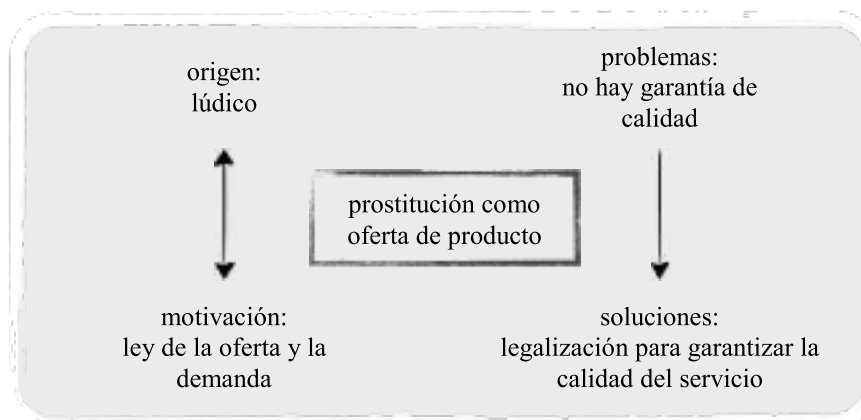 origen:
lúdico
problemas:
no hay garantía de
calidad
prostitución como
oferta de producto
motivación:
ley de la oferta y la
demanda
soluciones:
legalización para garantizar la
calidad del servicio